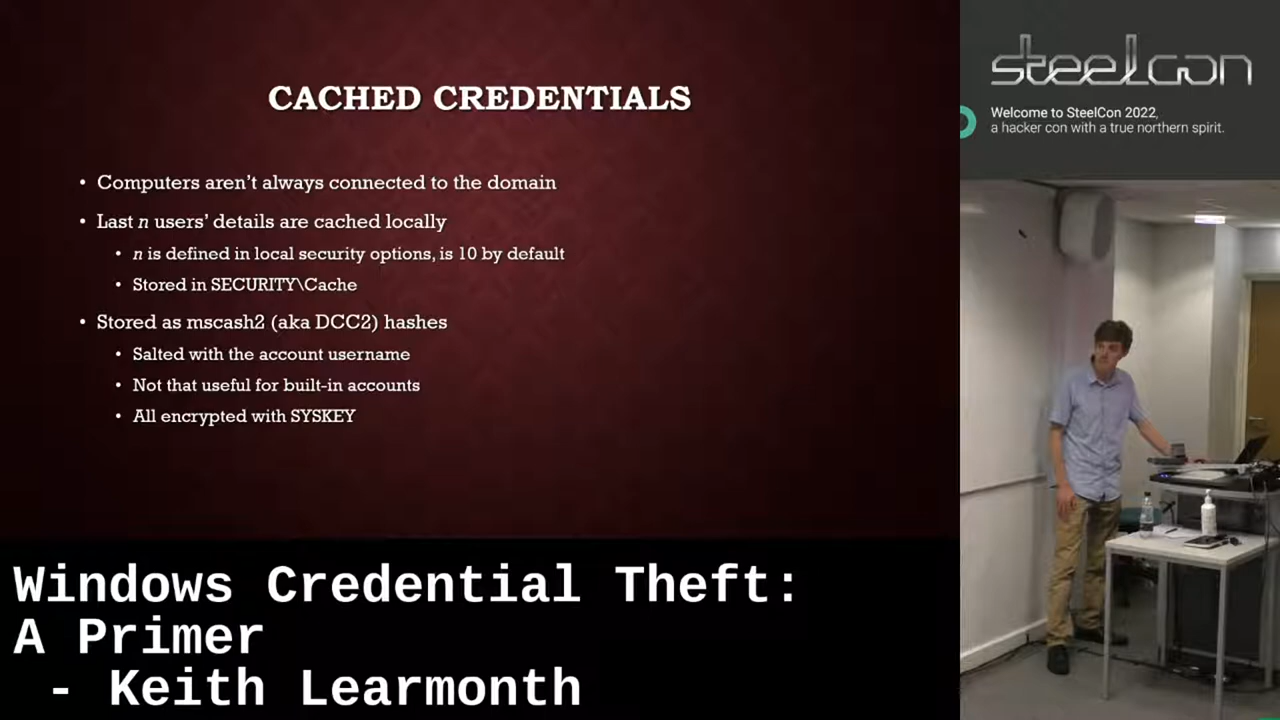 CACHED CREDENTIALS
• Computers aren't always connected to the domain
• Last n users' details are cached locally
• n is defined in local security options, is 10 by default
• Stored in SECURITY\Cache
• Stored as mscash2 (aka DCC2) hashes
• Salted with the account username
• Not that useful for built-in accounts
• All encrypted with SYSKEY
steelcon
Welcome to SteelCon 2022,
a hacker con with a true northern spirit.
Windows Credential Theft:
A Primer
- Keith Learmonth